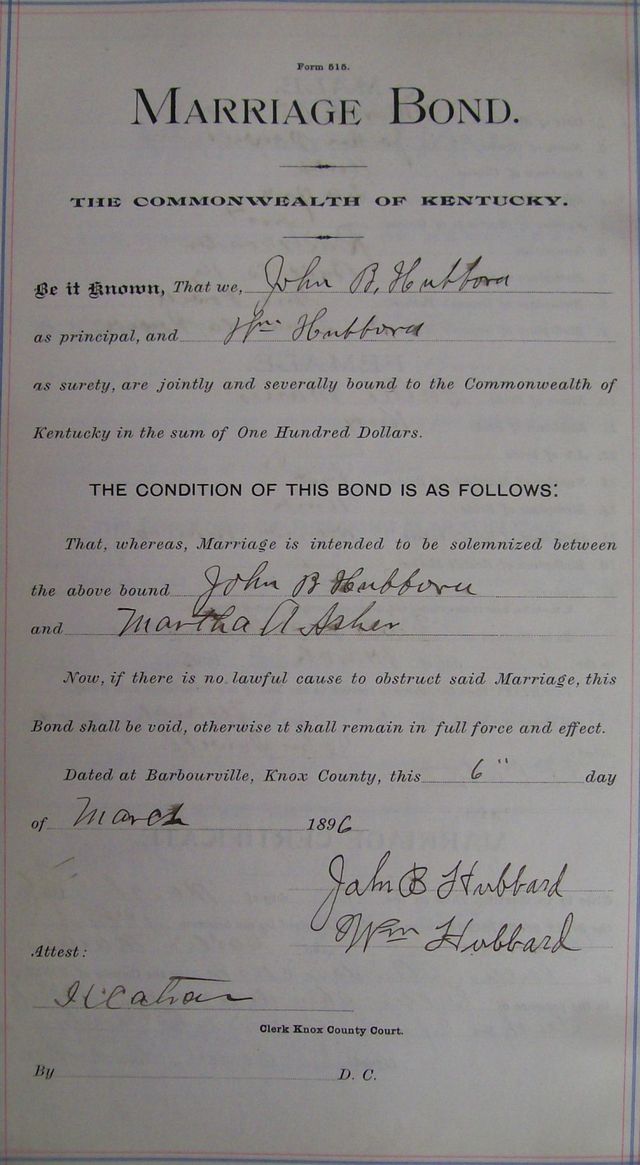 Form 515.
MARRIAGE BOND.
THE COMMONWEALTH OF KENTUCKY.
Be it Known, That we, John B. Hubbard
as principal, and Wm Hubbard
as surety, are jointly and severally bound to the Commonwealth of
Kentucky in the sum of One Hundred Dollars.
THE CONDITION OF THIS BOND IS AS FOLLOWS:
That, whereas, Marriage is intended to be solemnized between
the above bound John B Hubbard
and Martha A Asher
Now, if there is no lawful cause to obstruct said Marriage, this
Bond shall be void, otherwise it shall remain in full force and effect.
Dated at Barbourville, Knox County, this 6" day
of March 1896
John B Hubbard
Wm Hubbard
Attest:
Clerk Knox County Court.
By D. C.